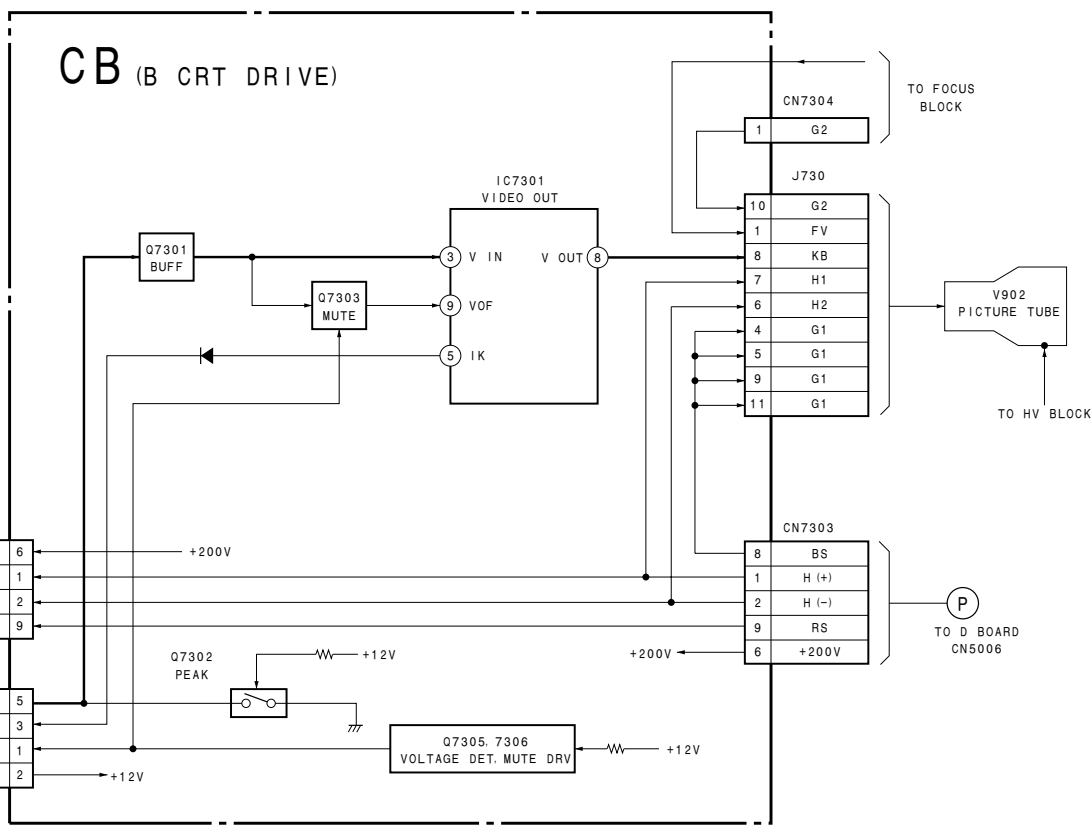 CB (B CRT DRIVE)
TO FOCUS
BLOCK
CN7304
1 G2
J730
10 G2
1 FV
8 KB
7 H1
6 H2
4 G1
5 G1
9 G1
11 G1
V902
PICTURE TUBE
TO HV BLOCK
IC7301
VIDEO OUT
3 V IN
V OUT 8
9 VOF
5 IK
Q7301
BUFF
Q7303
MUTE
6
1
2
9
+200V
CN7303
8 BS
1 H (+)
2 H (-)
9 RS
6 +200V
+200V
P
TO D BOARD
CN5006
Q7302
PEAK
+12V
5
3
1
2
+12V
Q7305, 7306
VOLTAGE DET, MUTE DRV
+12V